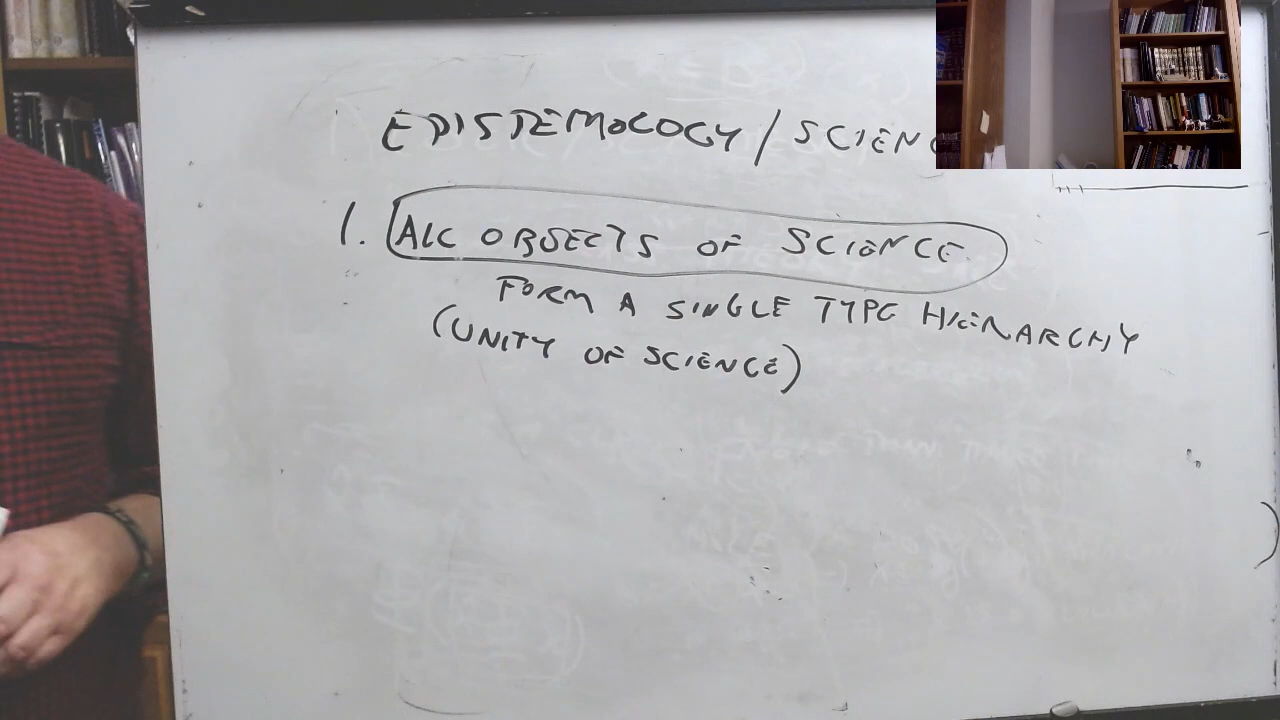 EPISTEMOLOGY / SCIENC
1. ALL OBJECTS OF SCIENCE
FORM A SINGLE TYPE HIERARCHY
(UNITY OF SCIENCE)